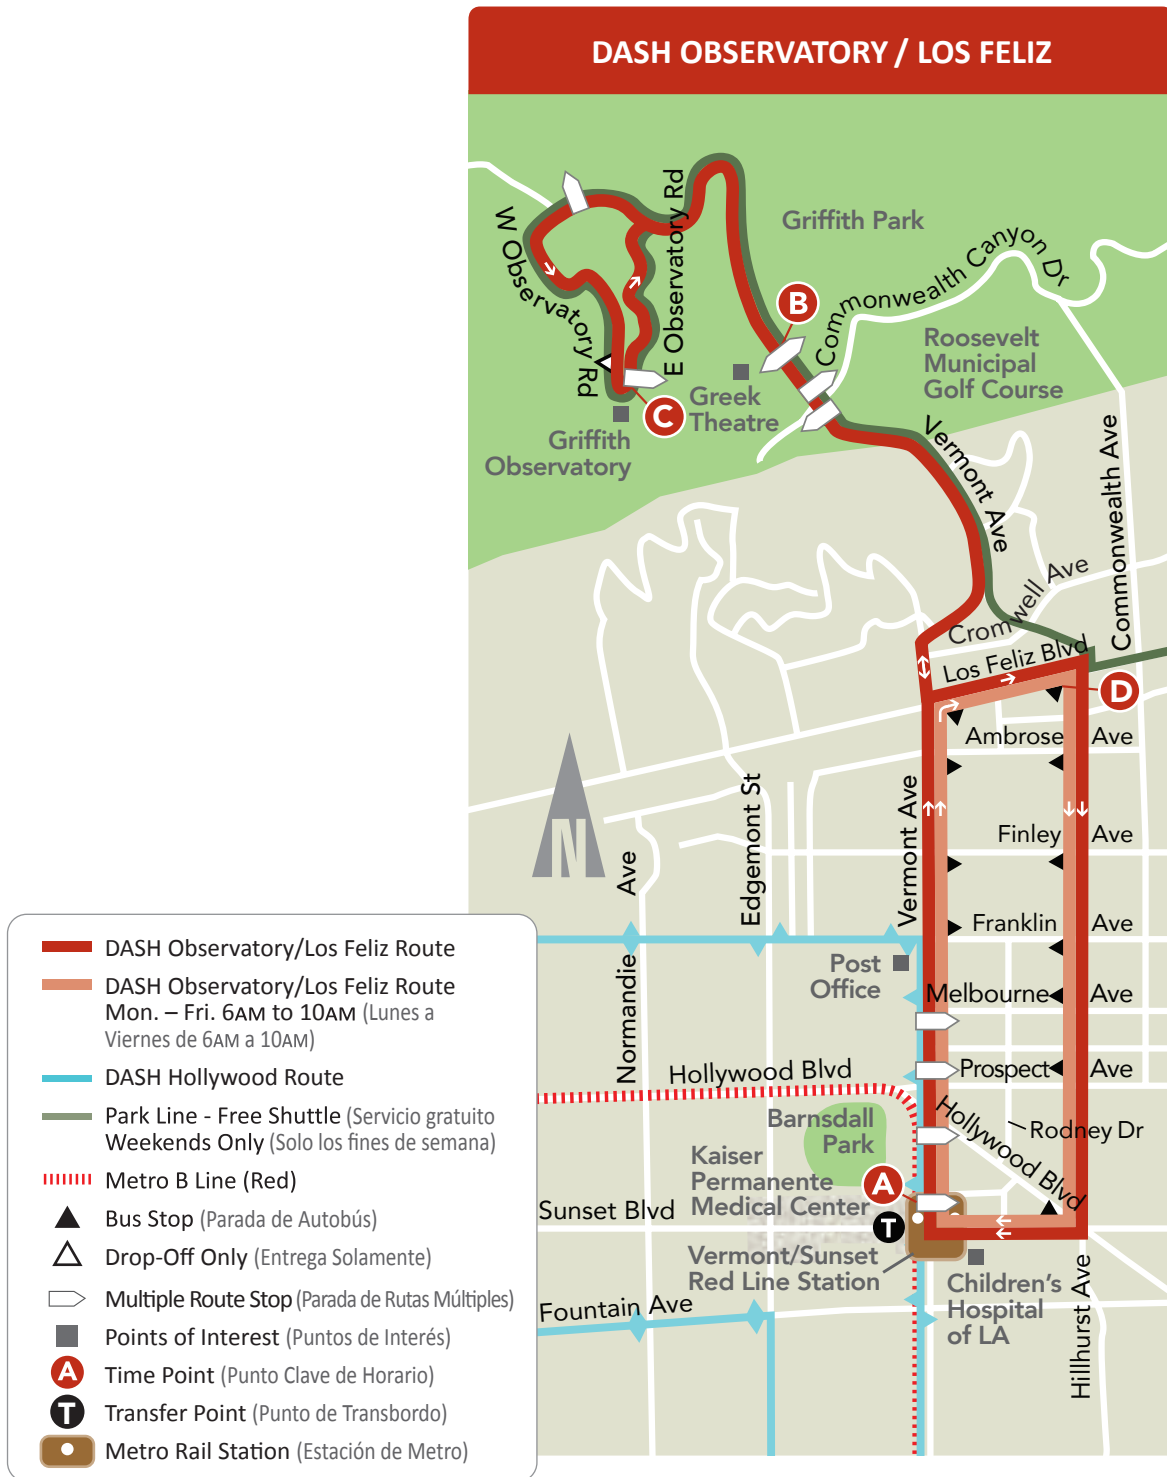 DASH OBSERVATORY / LOS FELIZ
W Observatory Rd
E Observatory Rd
Griffith Park
Commonwealth Canyon Dr
B
Roosevelt
Municipal
Golf Course
Greek
Theatre
C
Griffith
Observatory
Vermont Ave
Commonwealth Ave
Cromwell Ave
Los Feliz Blvd
D
Ambrose Ave
N
Edgemont St
Vermont Ave
Finley Ave
Normandie Ave
Franklin Ave
Post
Office
Melbourne Ave
Hollywood Blvd
Prospect Ave
Barnsdall
Park
Hollywood Blvd
Rodney Dr
Kaiser
Permanente
Medical Center
A
Sunset Blvd
T
Vermont/Sunset
Red Line Station
Children's
Hospital
of LA
Fountain Ave
Hillhurst Ave
DASH Observatory/Los Feliz Route
DASH Observatory/Los Feliz Route
Mon. – Fri. 6AM to 10AM (Lunes a
Viernes de 6AM a 10AM)
DASH Hollywood Route
Park Line - Free Shuttle (Servicio gratuito
Weekends Only (Solo los fines de semana)
Metro B Line (Red)
Bus Stop (Parada de Autobús)
Drop-Off Only (Entrega Solamente)
Multiple Route Stop (Parada de Rutas Múltiples)
Points of Interest (Puntos de Interés)
A Time Point (Punto Clave de Horario)
T Transfer Point (Punto de Transbordo)
Metro Rail Station (Estación de Metro)